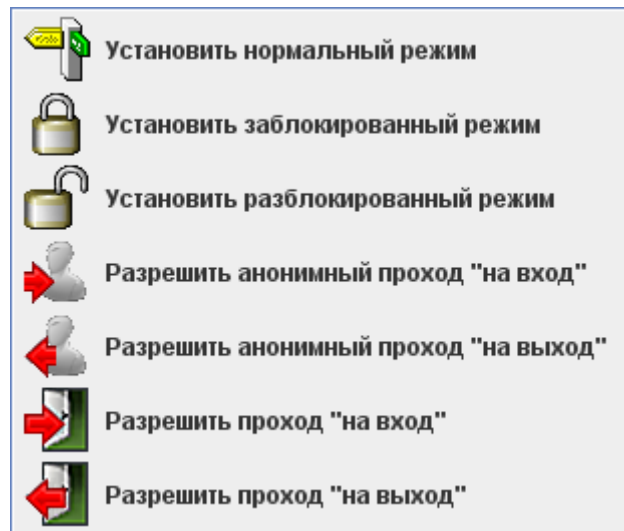 Установить нормальный режим
Установить заблокированный режим
Установить разблокированный режим
Разрешить анонимный проход "на вход"
Разрешить анонимный проход "на выход"
Разрешить проход "на вход"
Разрешить проход "на выход"